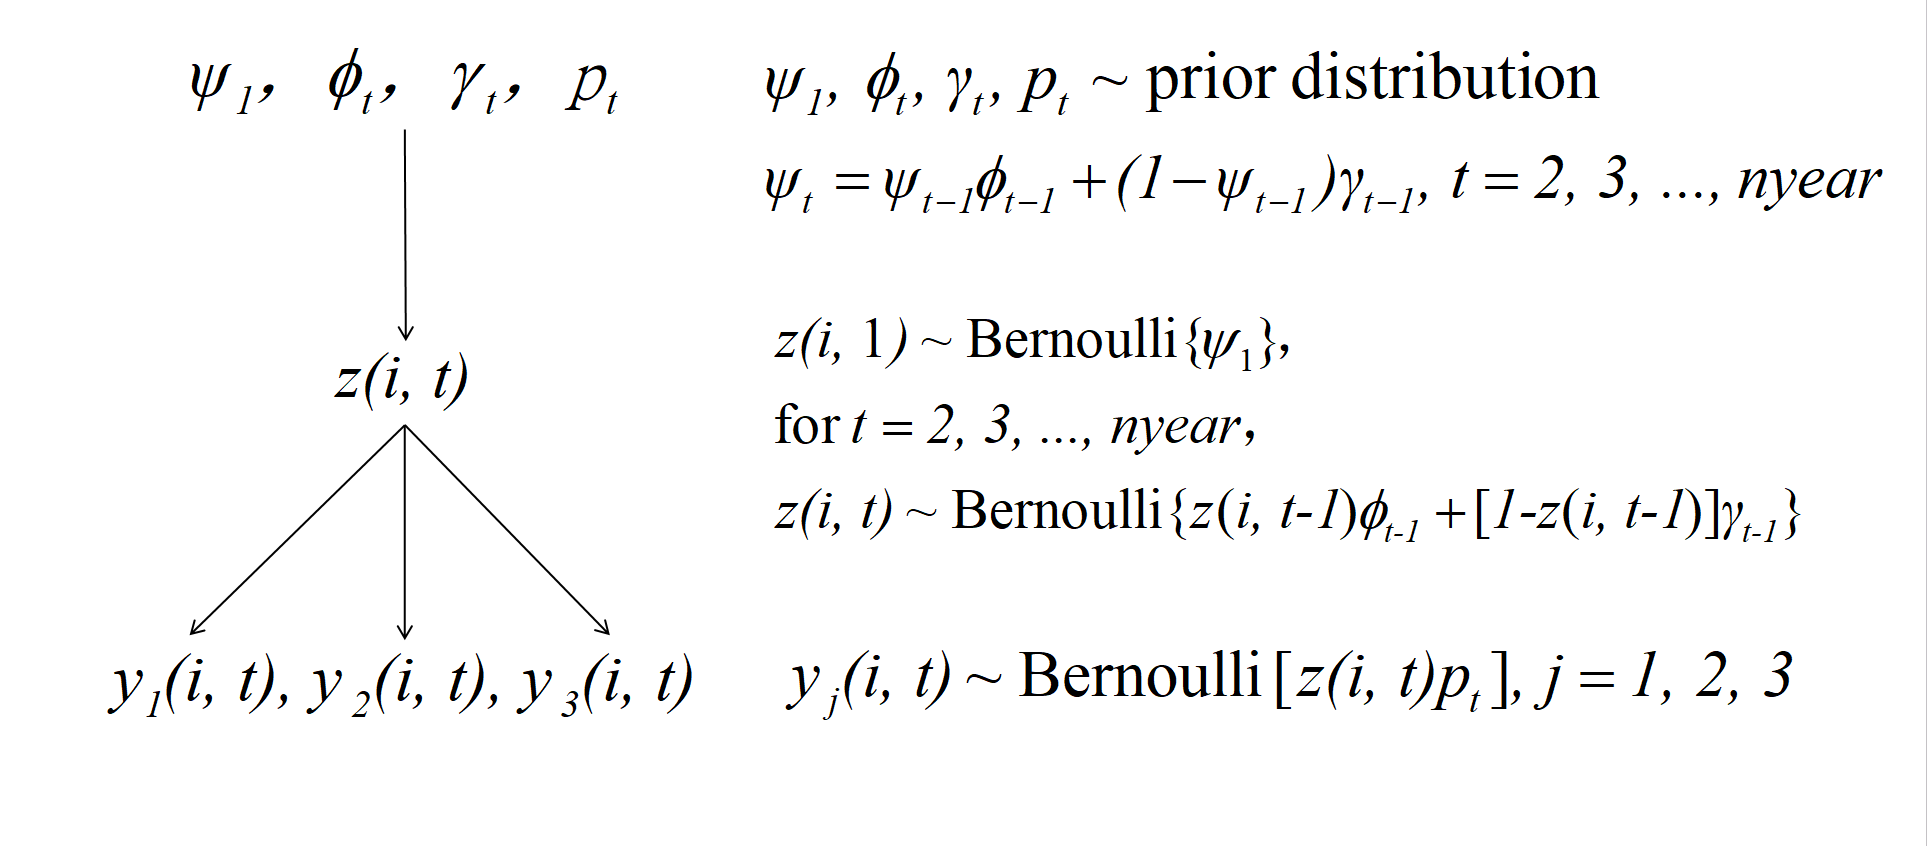 ψ₁, ϕₜ, γₜ, pₜ
ψ₁, ϕₜ, γₜ, pₜ ~ prior distribution
ψₜ = ψₜ₋₁ϕₜ₋₁ + (1 − ψₜ₋₁)γₜ₋₁, t = 2, 3, ..., nyear
z(i, t)
z(i, 1) ~ Bernoulli{ψ₁},
for t = 2, 3, ..., nyear,
z(i, t) ~ Bernoulli{z(i, t-1)ϕₜ₋₁ + [1-z(i, t-1)]γₜ₋₁}
y₁(i, t), y₂(i, t), y₃(i, t)
yⱼ(i, t) ~ Bernoulli[z(i, t)pₜ], j = 1, 2, 3